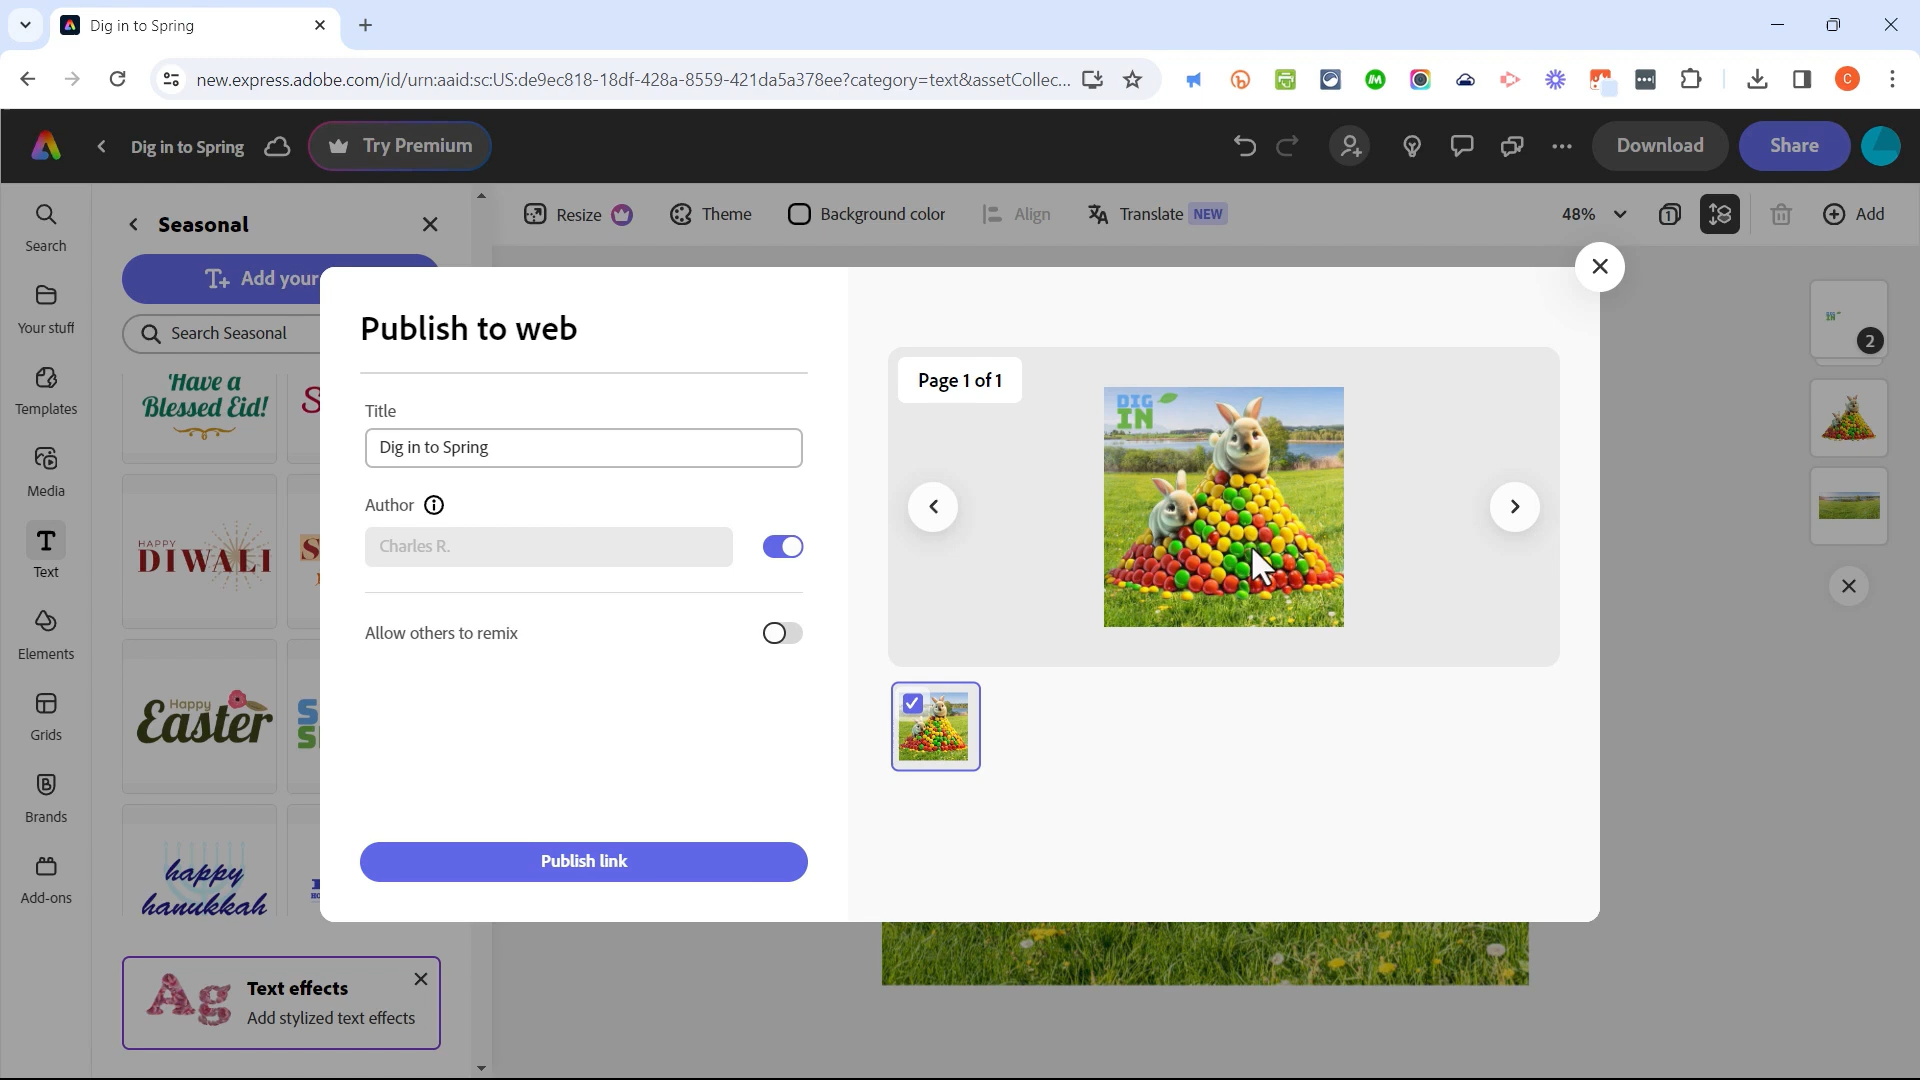 Dig in to Spring
new.express.adobe.com/id/urn:aaid:sc:US:de9ec818-18df-428a-8559-421da5a378ee?category=text&assetCollec...
C
Dig in to Spring
Try Premium
Download
Share
Search
Your stuff
Templates
Media
Text
Elements
Grids
Brands
Add-ons
Seasonal
Add your
Search Seasonal
Have a
Blessed Eid!
HAPPY
DIWALI
Happy
Easter
happy
hanukkah
Text effects
Add stylized text effects
Ag
Resize
Theme
Background color
Align
Translate NEW
48%
1
Add
Publish to web
Title
Dig in to Spring
Author
Charles R.
Allow others to remix
Publish link
Page 1 of 1
DIG
IN
2